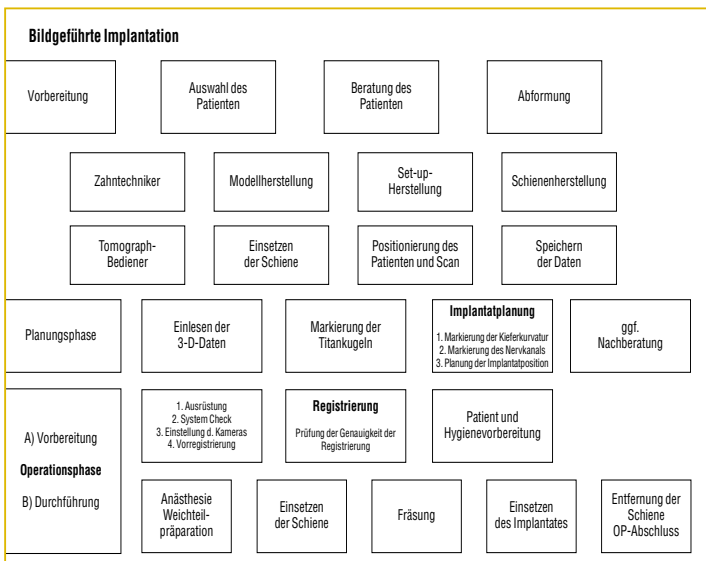 Bildgeführte Implantation
Vorbereitung
Auswahl des
Patienten
Beratung des
Patienten
Abformung
Zahntechniker
Modellherstellung
Set-up-
Herstellung
Schienenherstellung
Tomograph-
Bediener
Einsetzen
der Schiene
Positionierung des
Patienten und Scan
Speichern
der Daten
Planungsphase
Einlesen der
3-D-Daten
Markierung der
Titankugeln
Implantatplanung
1. Markierung der Kieferkurvatur
2. Markierung des Nervkanals
3. Planung der Implantatposition
ggf.
Nachberatung
A) Vorbereitung
Operationsphase
B) Durchführung
1. Ausrüstung
2. System Check
3. Einstellung d. Kameras
4. Vorregistrierung
Registrierung
Prüfung der Genauigkeit der
Registrierung
Patient und
Hygienevorbereitung
Anästhesie
Weichteil-
präparation
Einsetzen
der Schiene
Fräsung
Einsetzen
des Implantates
Entfernung der
Schiene
OP-Abschluss